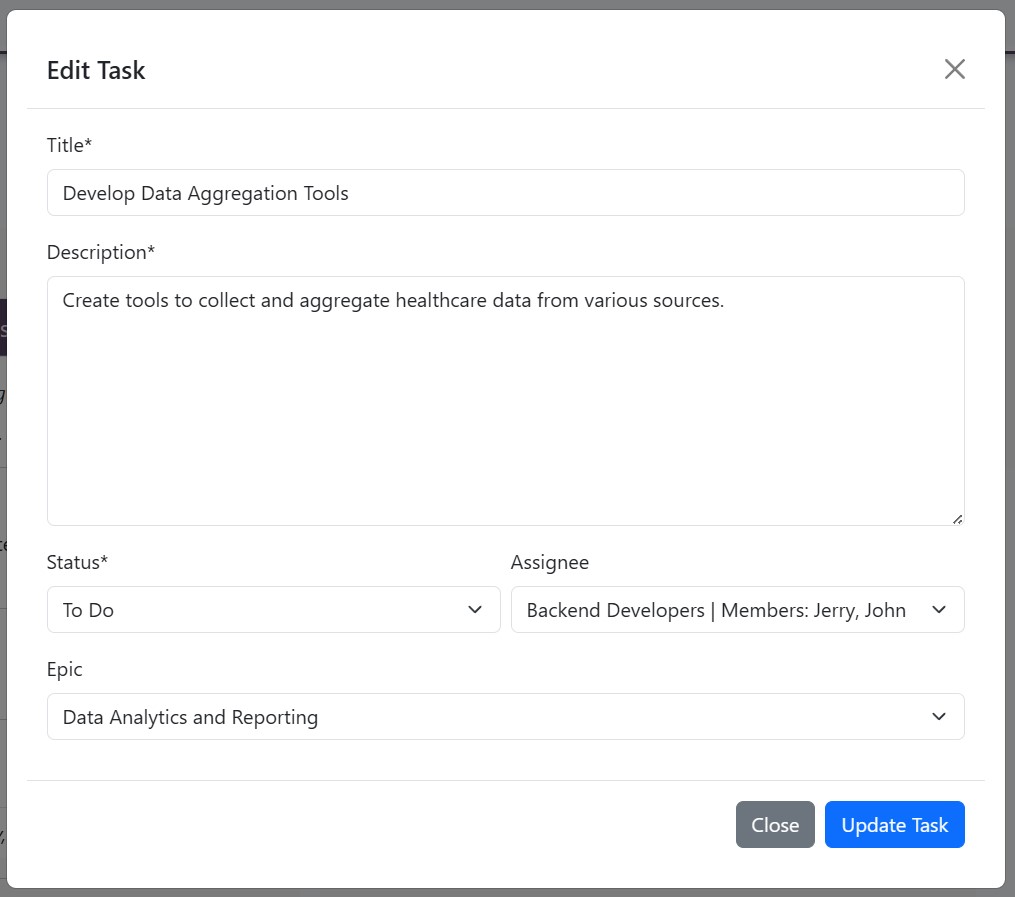 Edit Task
Title*
Develop Data Aggregation Tools
Description*
Create tools to collect and aggregate healthcare data from various sources.
Status*
Assignee
To Do
Backend Developers | Members: Jerry, John
Epic
Data Analytics and Reporting
Close
Update Task